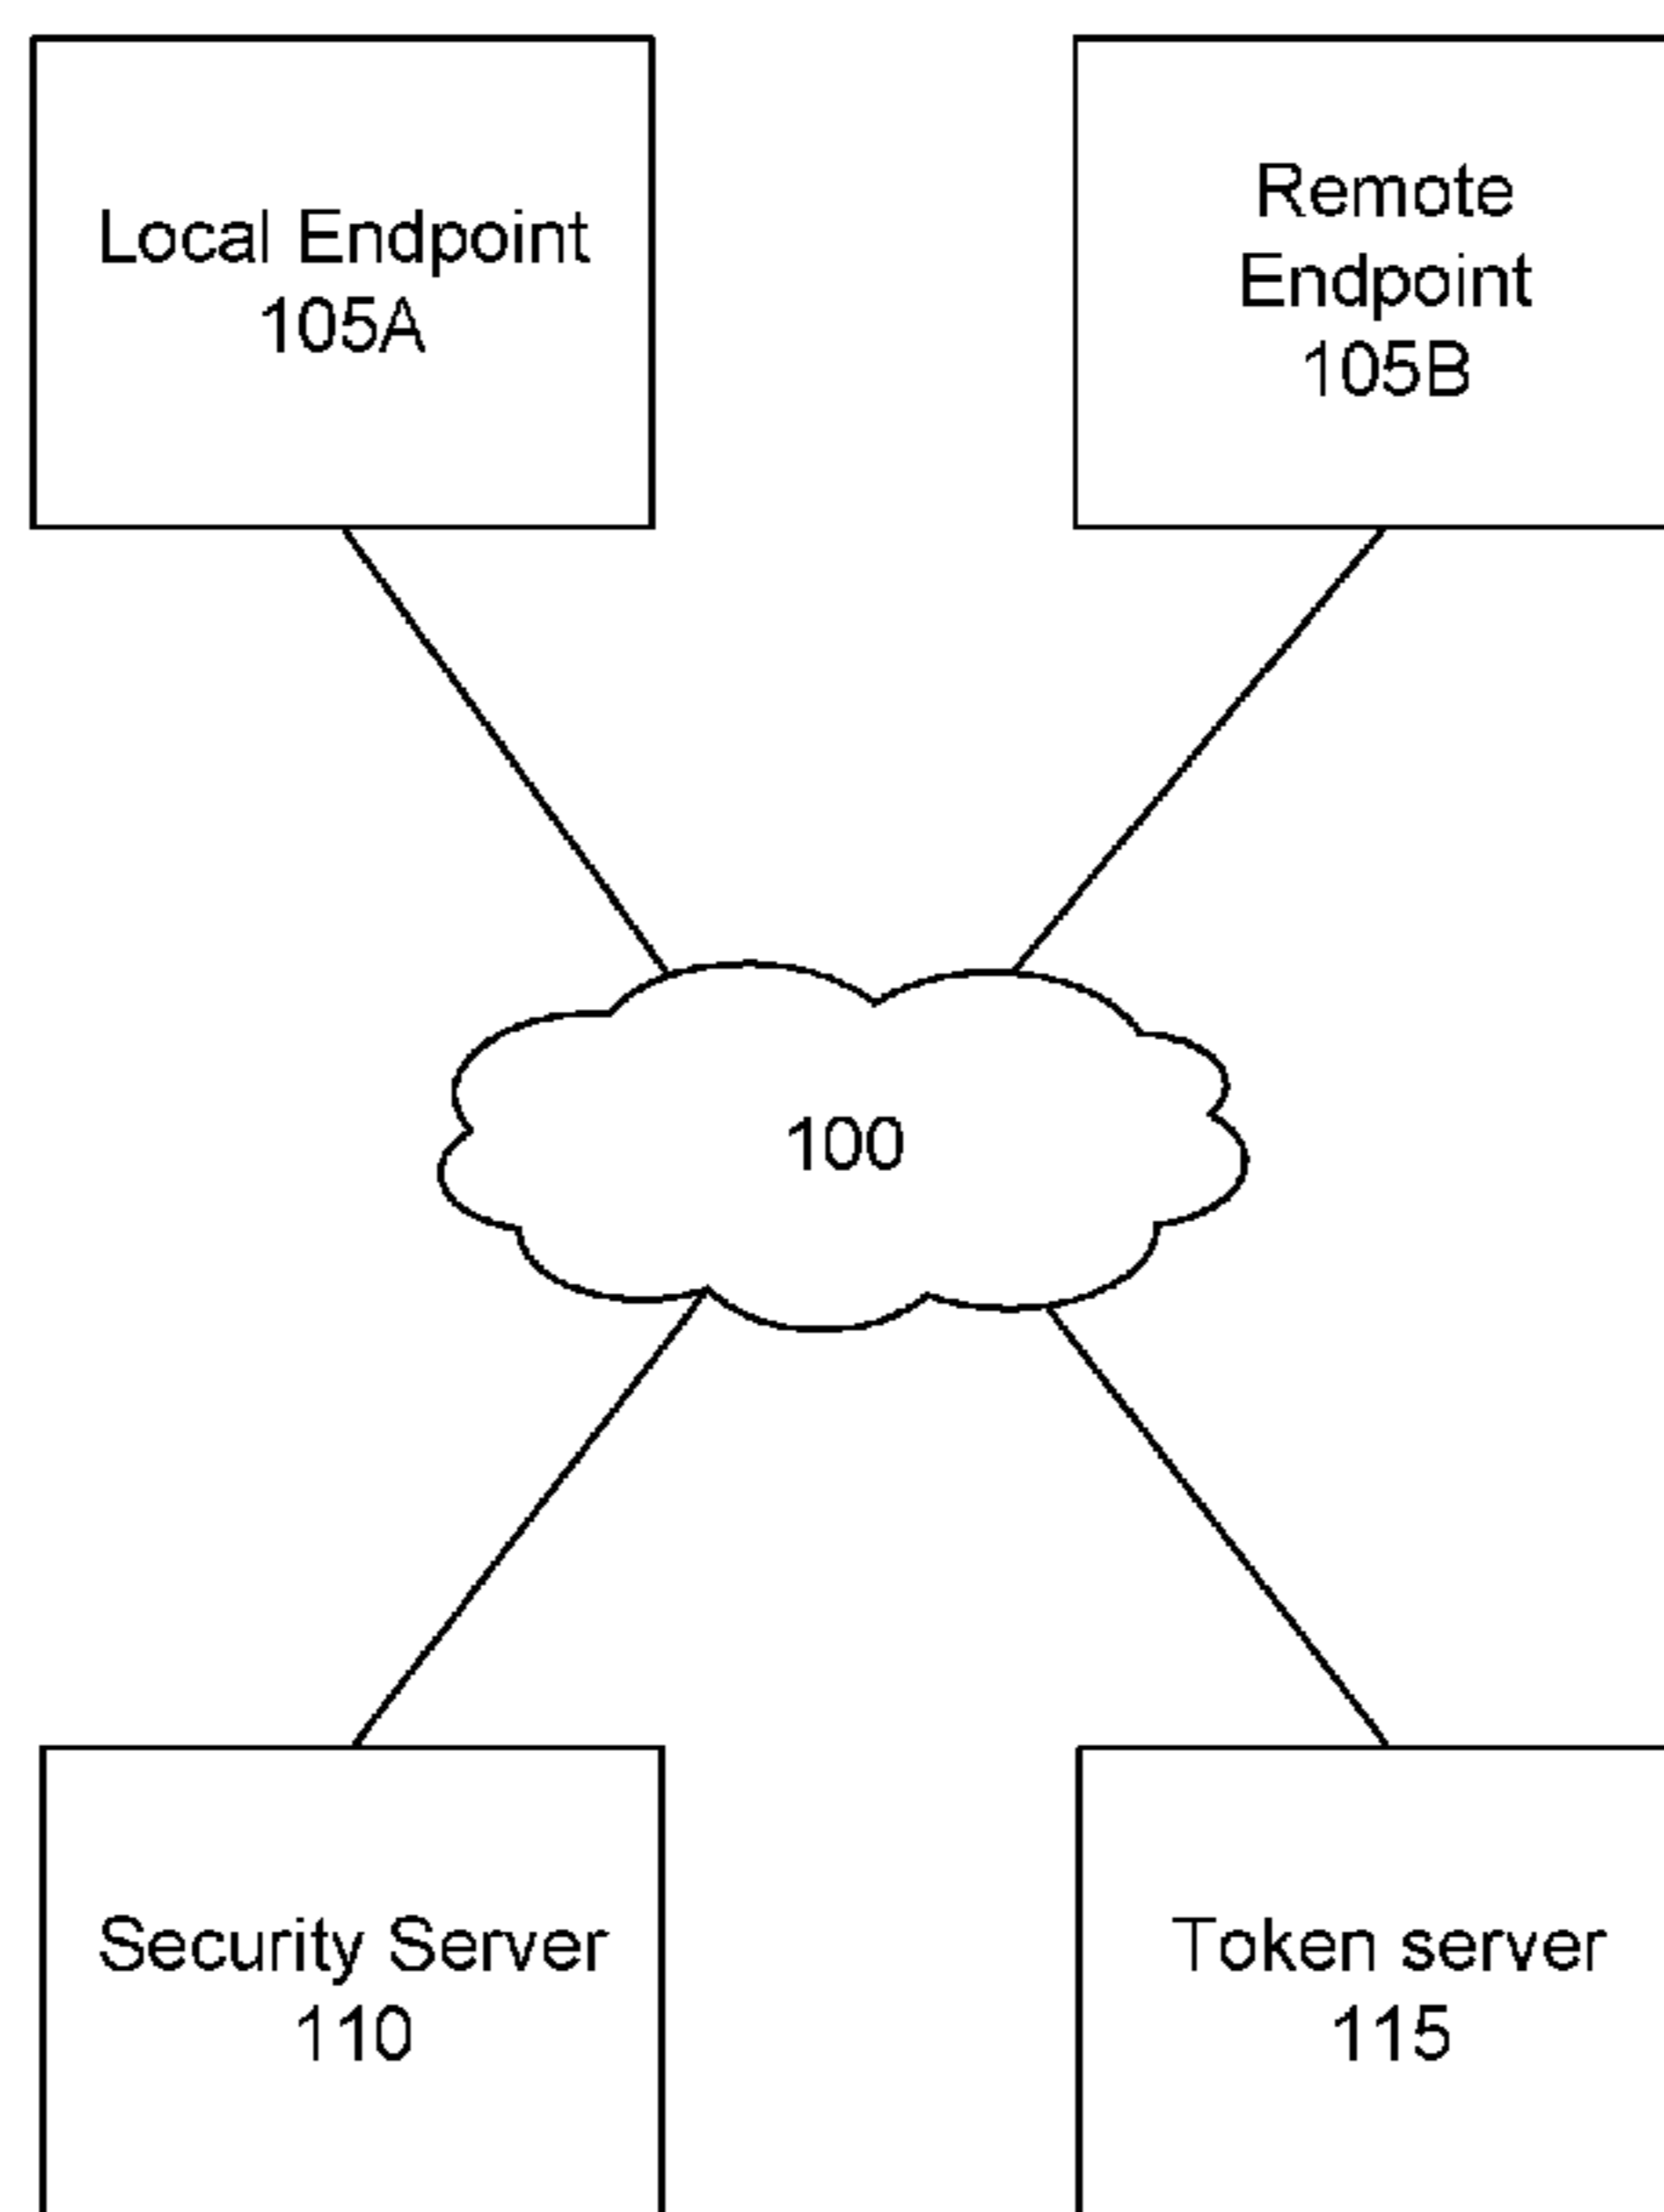 Local Endpoint
105A
Remote
Endpoint
105B
100
Security Server
110
Token server
115